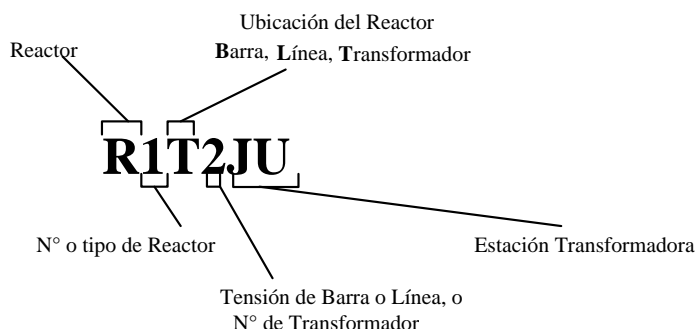 Ubicación del Reactor
Reactor
Barra, Línea, Transformador
R1T2JU
N° o tipo de Reactor
Estación Transformadora
Tensión de Barra o Línea, o
N° de Transformador